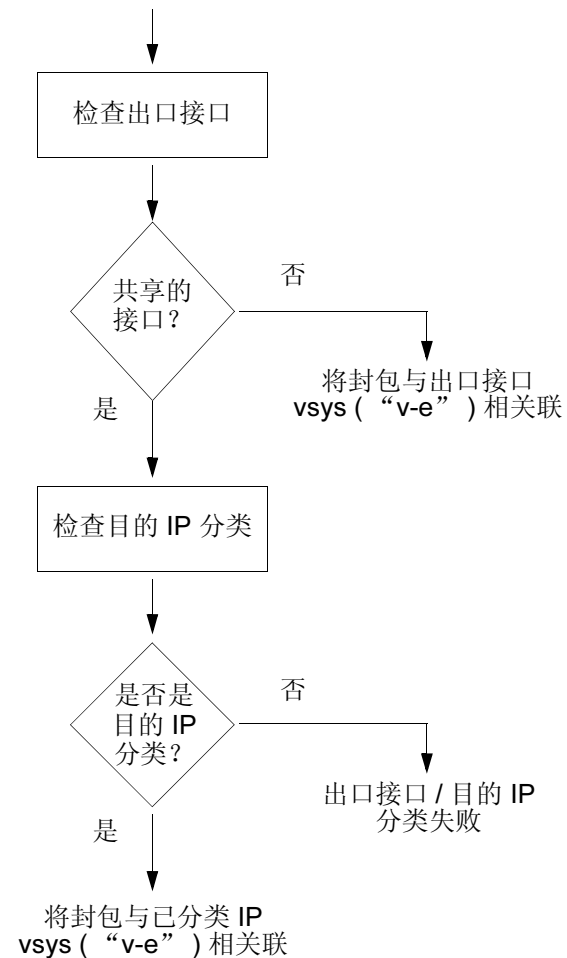 检查出口接口
共享的
接口？
否
将封包与出口接口
vsys ( “v-e” ) 相关联
是
检查目的 IP 分类
是否是
目的 IP
分类？
否
出口接口 / 目的 IP
分类失败
是
将封包与已分类 IP
vsys ( “v-e” ) 相关联